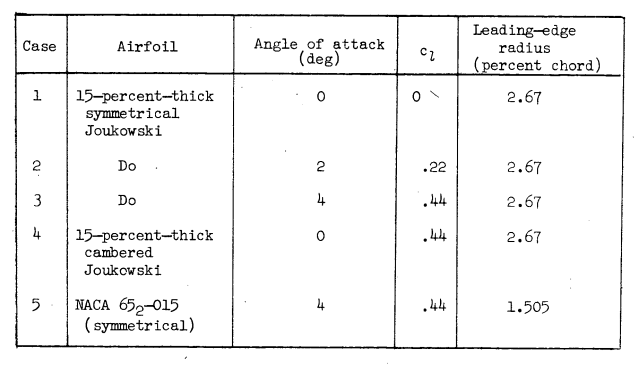 Case Airfoil Angle of attack (deg) c_l Leading—edge radius (percent chord)
1 15—percent—thick symmetrical Joukowski 0 0 2.67
2 Do 2 .22 2.67
3 Do 4 .44 2.67
4 15—percent—thick cambered Joukowski 0 .44 2.67
5 NACA 65₂—015 (symmetrical) 4 .44 1.505